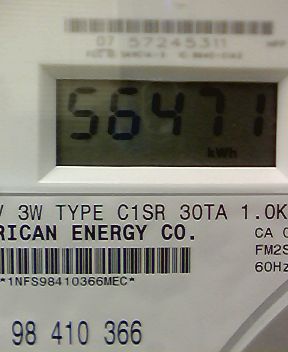 07 57245311
56471
kWh
V 3W TYPE C1SR 30TA 1.0K
RICAN ENERGY CO.
CA
FM2S
60Hz
*1NFS98410366MEC*
98 410 366